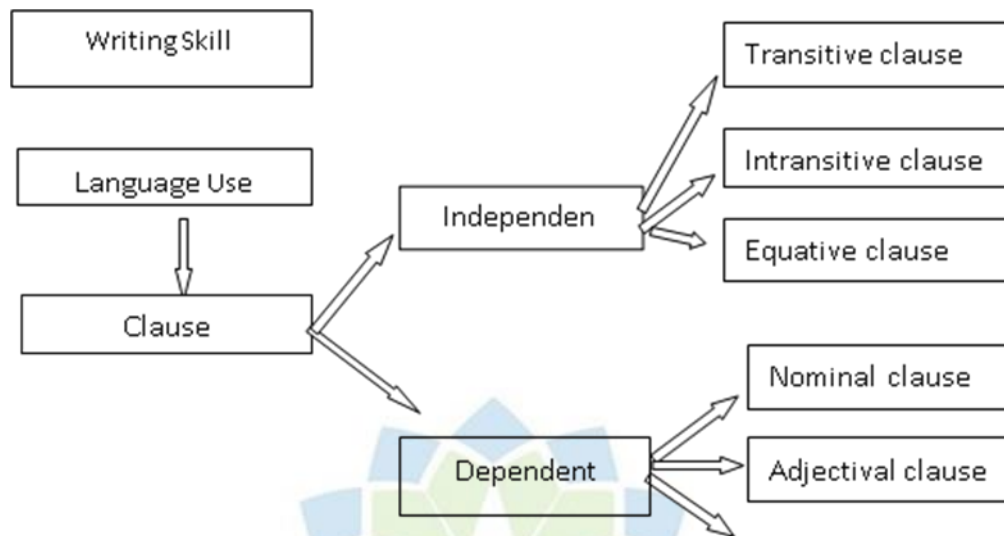 Writing Skill
Language Use
Clause
Independen
Dependent
Transitive clause
Intransitive clause
Equative clause
Nominal clause
Adjectival clause